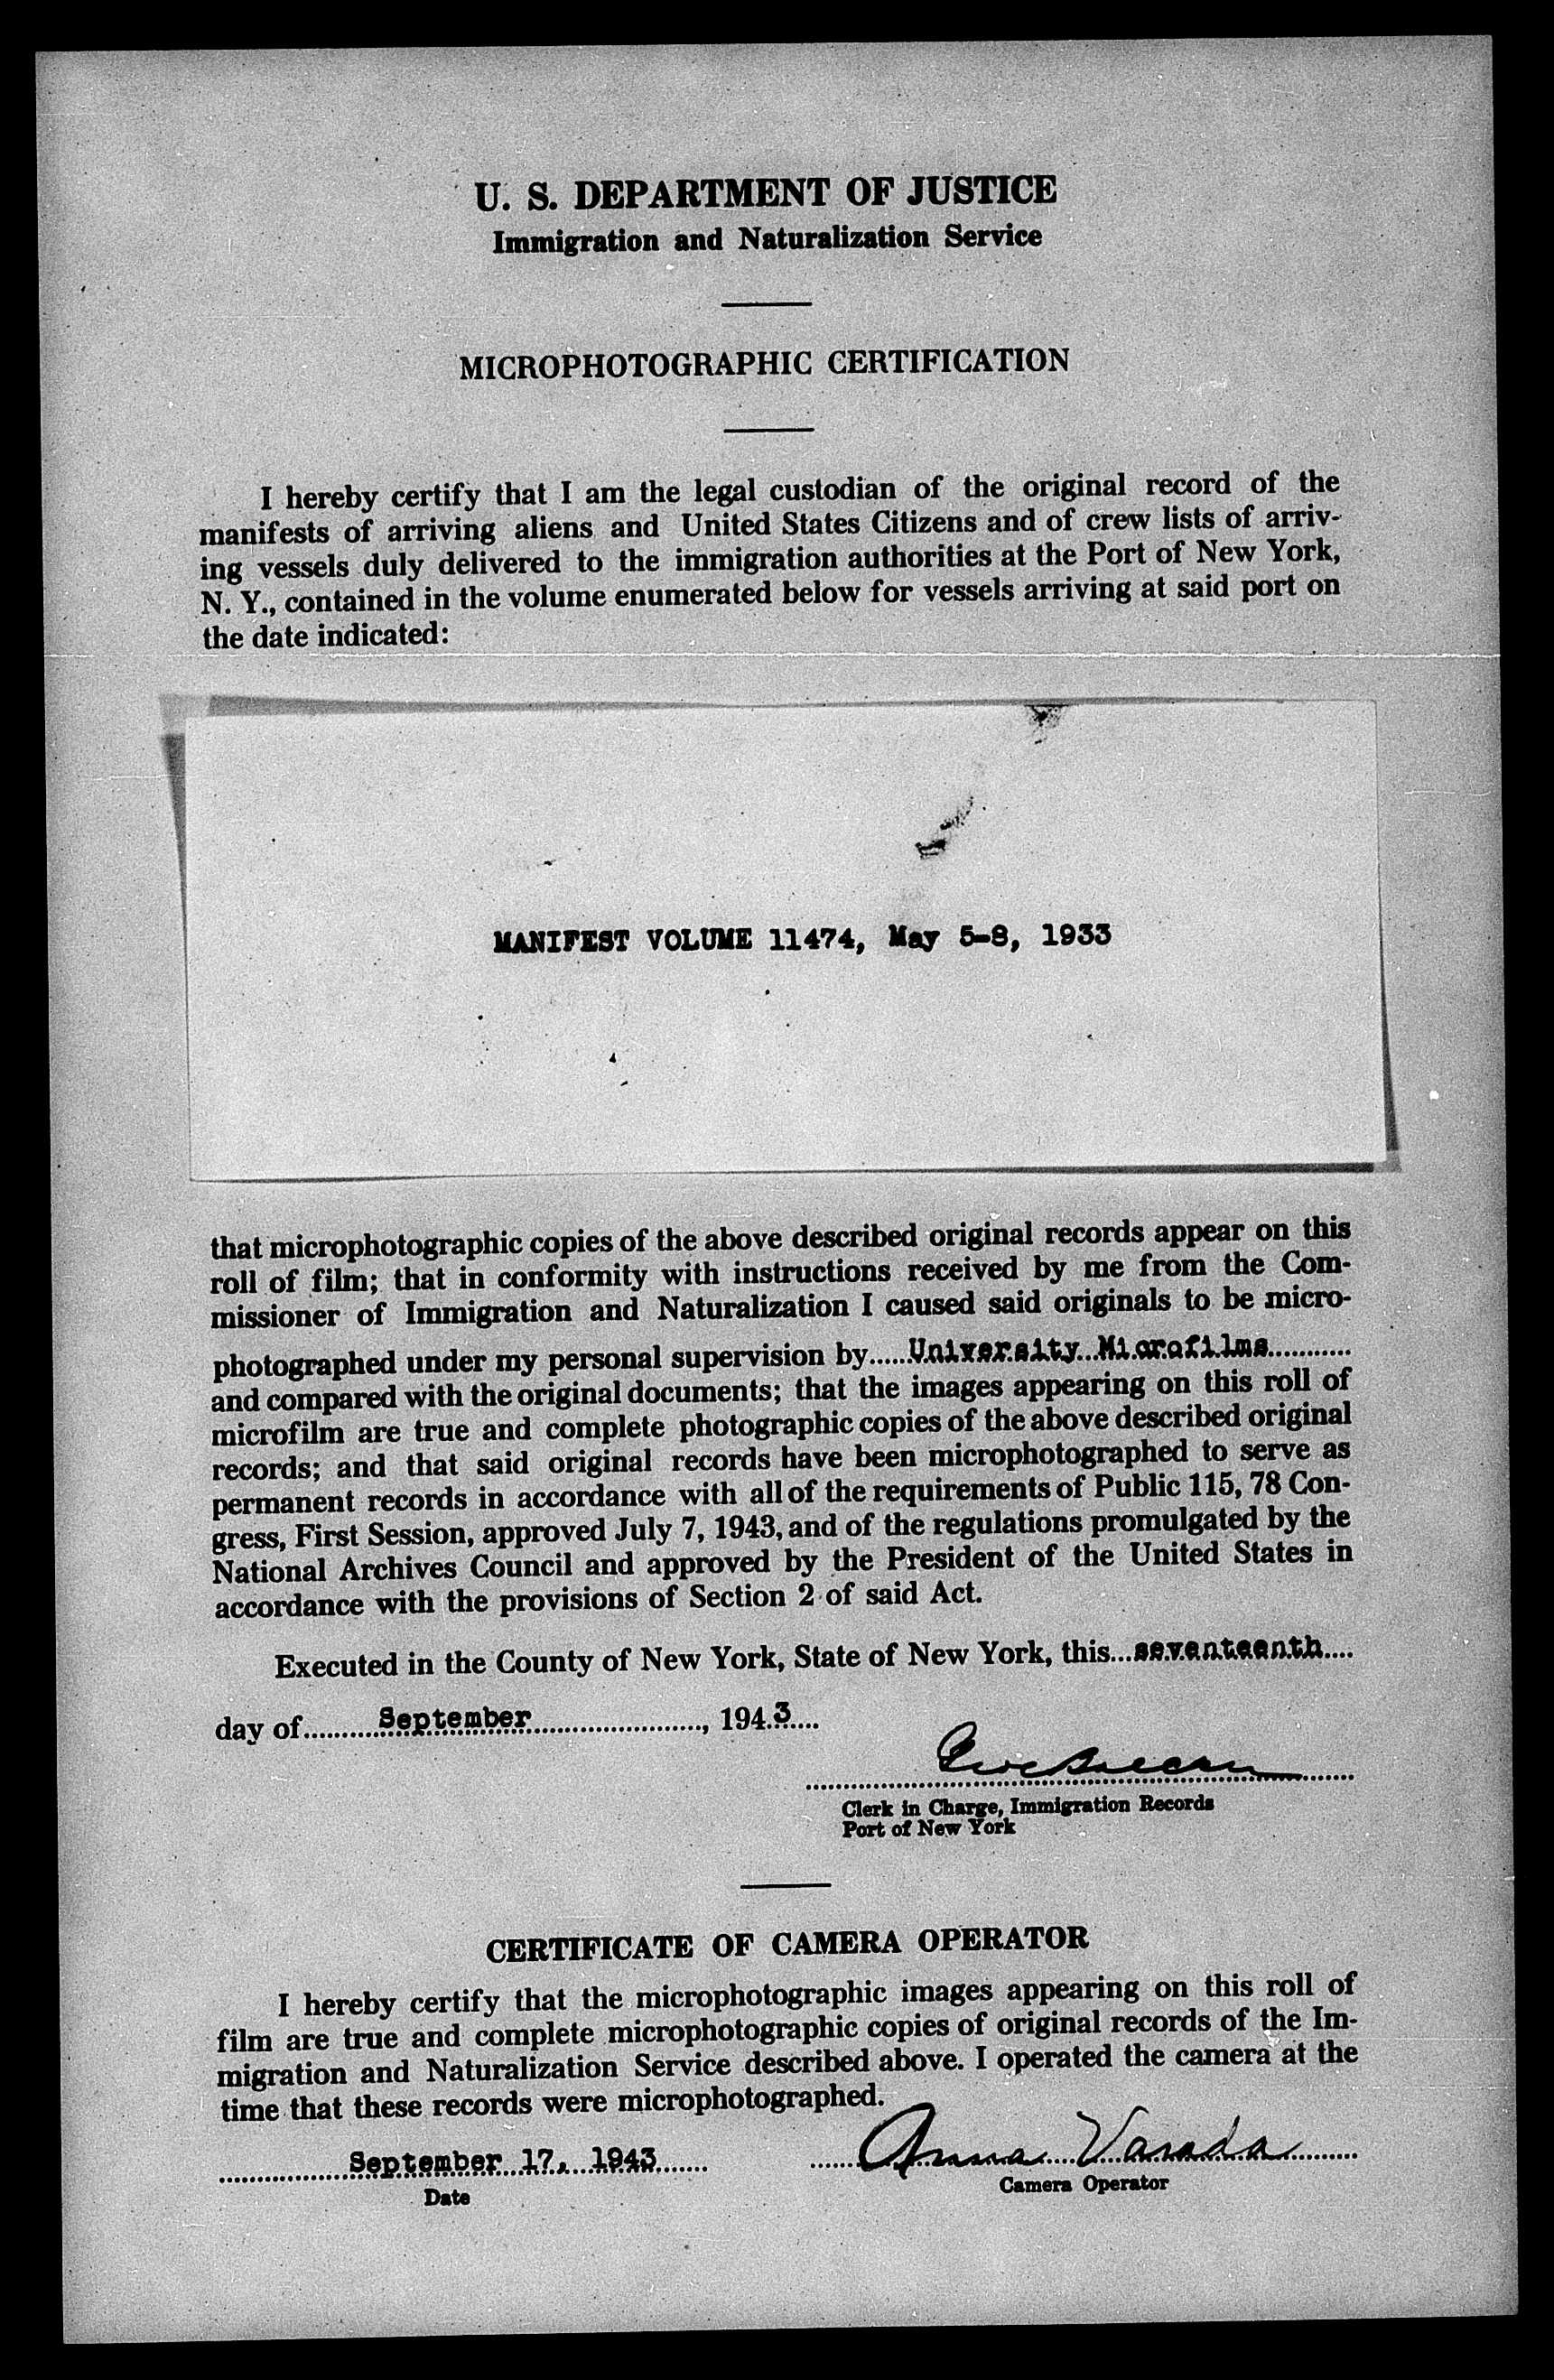 U. S. DEPARTMENT OF JUSTICE
Immigration and Naturalization Service
MICROPHOTOGRAPHIC CERTIFICATION
I hereby certify that I am the legal custodian of the original record of the
manifests of arriving aliens and United States Citizens and of crew lists of arriv-
ing vessels duly delivered to the immigration authorities at the Port of New York,
N. Y., contained in the volume enumerated below for vessels arriving at said port on
the date indicated:
MANIFEST VOLUME 11474, May 5-8, 1933
that microphotographic copies of the above described original records appear on this
roll of film; that in conformity with instructions received by me from the Com-
missioner of Immigration and Naturalization I caused said originals to be micro-
photographed under my personal supervision by University Microfilms
and compared with the original documents; that the images appearing on this roll of
microfilm are true and complete photographic copies of the above described original
records; and that said original records have been microphotographed to serve as
permanent records in accordance with all of the requirements of Public 115, 78 Con-
gress, First Session, approved July 7, 1943, and of the regulations promulgated by the
National Archives Council and approved by the President of the United States in
accordance with the provisions of Section 2 of said Act.
Executed in the County of New York, State of New York, this seventeenth
day of September, 1943
Clerk in Charge, Immigration Records
Port of New York
CERTIFICATE OF CAMERA OPERATOR
I hereby certify that the microphotographic images appearing on this roll of
film are true and complete microphotographic copies of original records of the Im-
migration and Naturalization Service described above. I operated the camera at the
time that these records were microphotographed.
September 17, 1943 Anna Varada
Date Camera Operator